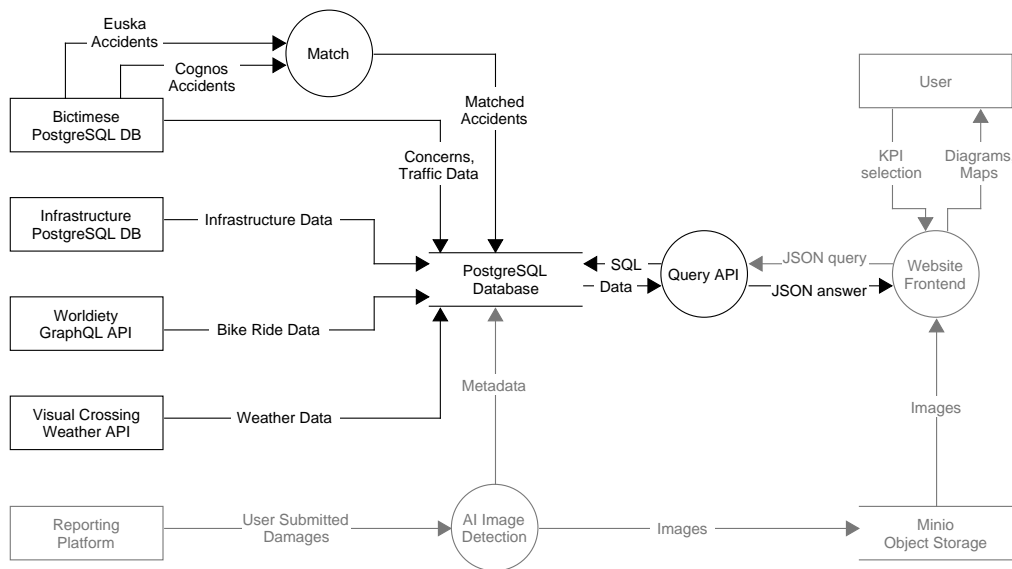 Euska
Accidents
Cognos
Accidents
Match
User
Bictimese
PostgreSQL DB
Matched
Accidents
Concerns,
Traffic Data
KPI
selection
Diagrams
Maps
Infrastructure
PostgreSQL DB
Infrastructure Data
PostgreSQL
Database
SQL
Data
Query API
JSON query
JSON answer
Website
Frontend
Worldiety
GraphQL API
Bike Ride Data
Metadata
Visual Crossing
Weather API
Weather Data
Images
Reporting
Platform
User Submitted
Damages
AI Image
Detection
Images
Minio
Object Storage